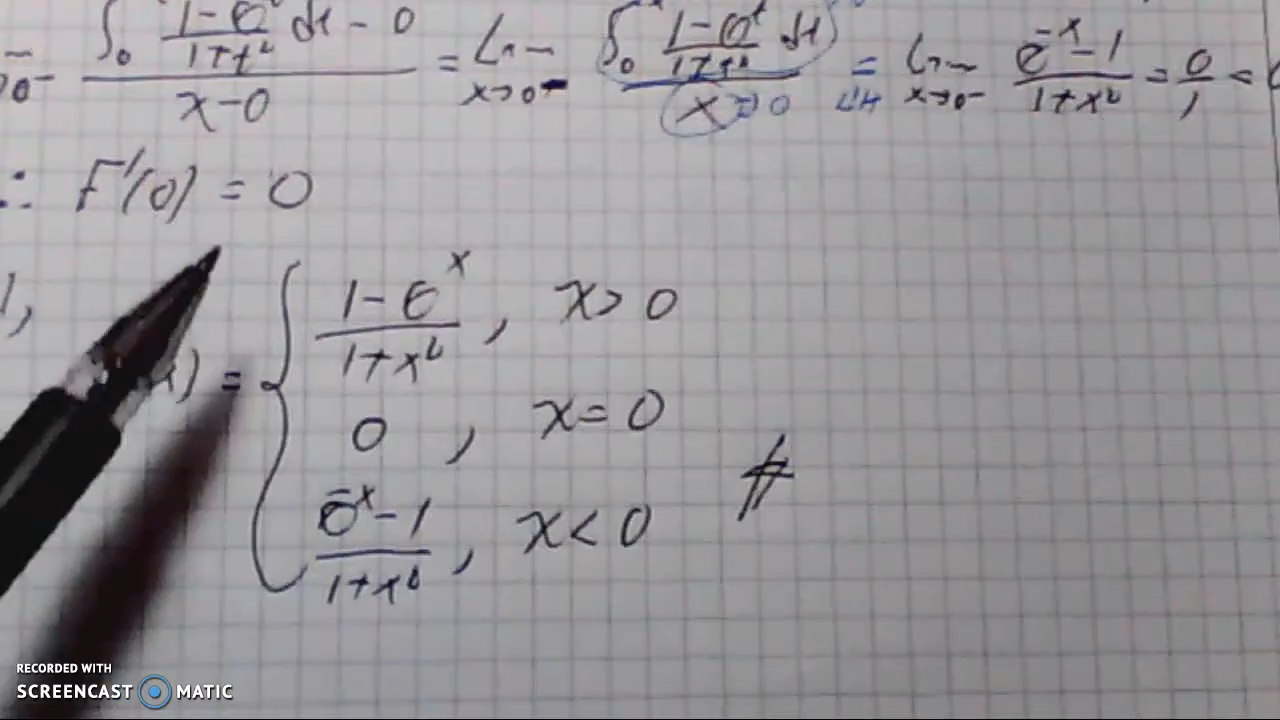 ∫₀ (1-e^t)/(1+t²) dt - 0 / (x-0) = Lim x→0⁻ ∫₀ (1-e^t)/(1+t²) dt / x →0 = L'H Lim x→0⁻ (e^-x - 1)/(1+x²) = 0/1 =
∴ F'(0) = 0
(1-e^x)/(1+x²) , x > 0
x) = { 0 , x = 0 #
(e^-x - 1)/(1+x²) , x < 0
RECORDED WITH
SCREENCAST MATIC